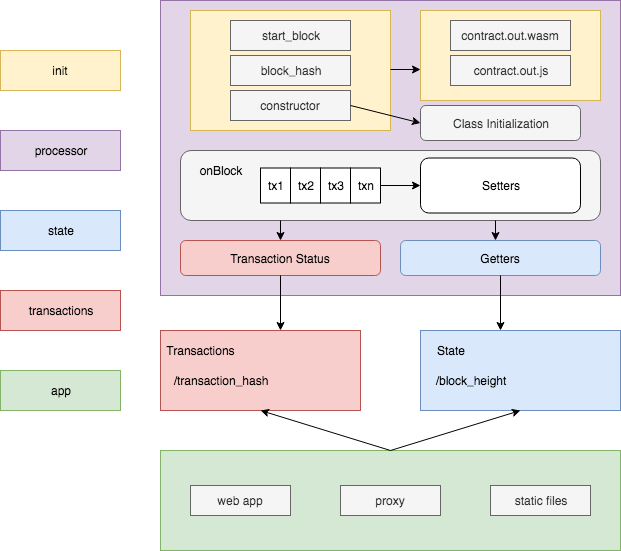 init
processor
state
transactions
app
start_block
block_hash
constructor
contract.out.wasm
contract.out.js
Class Initialization
onBlock
tx1
tx2
tx3
txn
Setters
Transaction Status
Getters
Transactions
/transaction_hash
State
/block_height
web app
proxy
static files